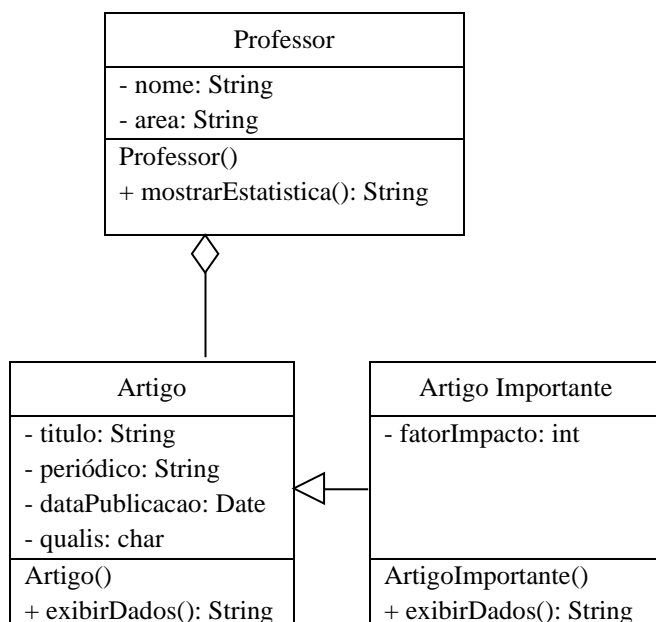 Professor
- nome: String
- area: String
Professor()
+ mostrarEstatistica(): String
Artigo
- titulo: String
- periódico: String
- dataPublicacao: Date
- qualis: char
Artigo()
+ exibirDados(): String
Artigo Importante
- fatorImpacto: int
ArtigoImportante()
+ exibirDados(): String